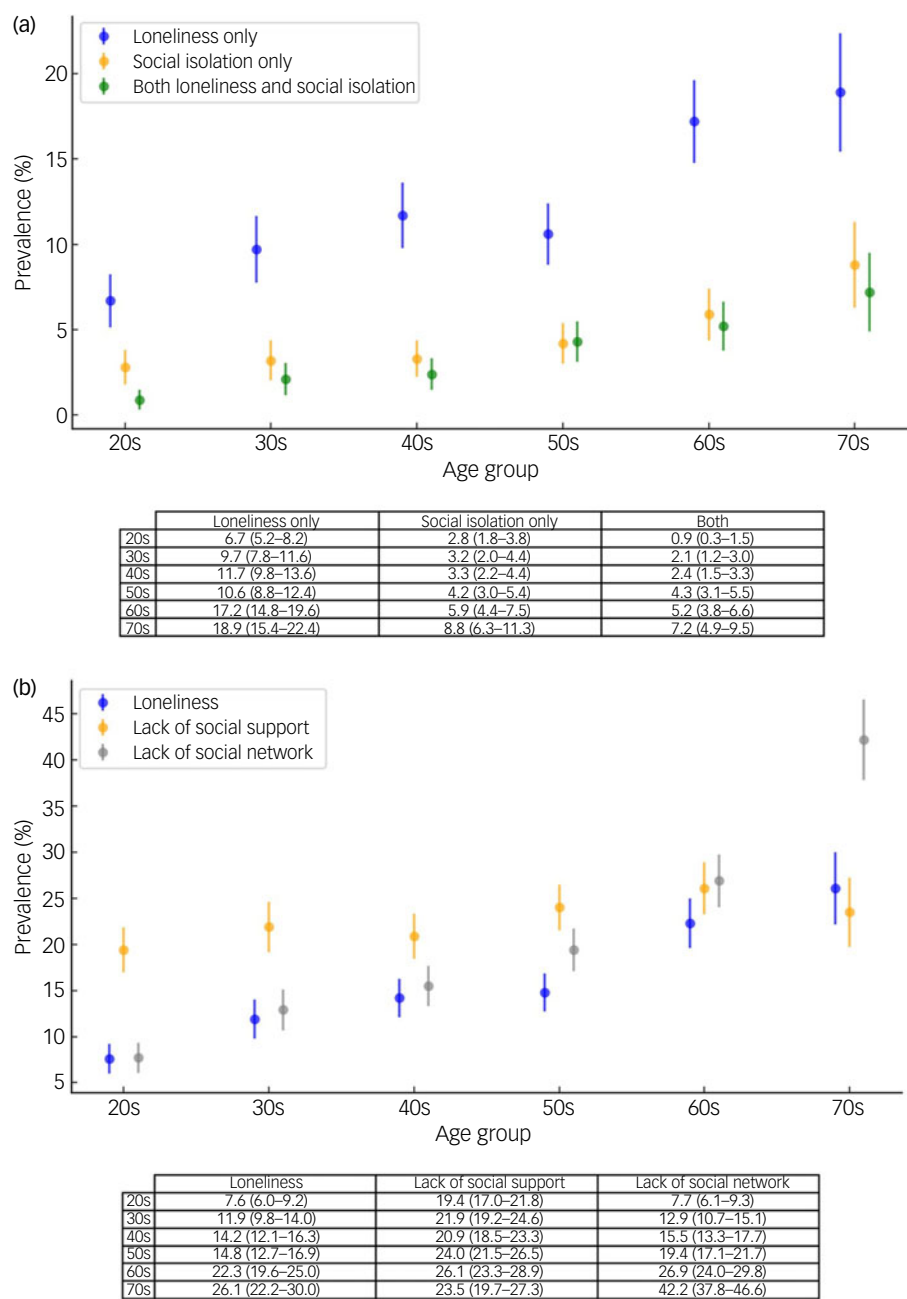 (a)
Loneliness only
Social isolation only
Both loneliness and social isolation
Prevalence (%)
20
15
10
5
0
20s 30s 40s 50s 60s 70s
Age group
Loneliness only Social isolation only Both
20s 6.7 (5.2–8.2) 2.8 (1.8–3.8) 0.9 (0.3–1.5)
30s 9.7 (7.8–11.6) 3.2 (2.0–4.4) 2.1 (1.2–3.0)
40s 11.7 (9.8–13.6) 3.3 (2.2–4.4) 2.4 (1.5–3.3)
50s 10.6 (8.8–12.4) 4.2 (3.0–5.4) 4.3 (3.1–5.5)
60s 17.2 (14.8–19.6) 5.9 (4.4–7.5) 5.2 (3.8–6.6)
70s 18.9 (15.4–22.4) 8.8 (6.3–11.3) 7.2 (4.9–9.5)
(b)
Loneliness
Lack of social support
Lack of social network
Prevalence (%)
45
40
35
30
25
20
15
10
5
20s 30s 40s 50s 60s 70s
Age group
Loneliness Lack of social support Lack of social network
20s 7.6 (6.0–9.2) 19.4 (17.0–21.8) 7.7 (6.1–9.3)
30s 11.9 (9.8–14.0) 21.9 (19.2–24.6) 12.9 (10.7–15.1)
40s 14.2 (12.1–16.3) 20.9 (18.5–23.3) 15.5 (13.3–17.7)
50s 14.8 (12.7–16.9) 24.0 (21.5–26.5) 19.4 (17.1–21.7)
60s 22.3 (19.6–25.0) 26.1 (23.3–28.9) 26.9 (24.0–29.8)
70s 26.1 (22.2–30.0) 23.5 (19.7–27.3) 42.2 (37.8–46.6)